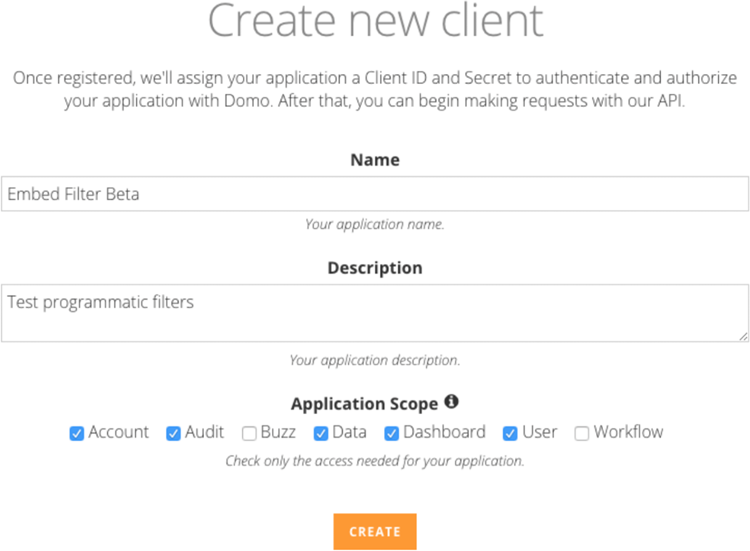 Create new client
Once registered, we'll assign your application a Client ID and Secret to authenticate and authorize
your application with Domo. After that, you can begin making requests with our API.
Name
Embed Filter Beta
Your application name.
Description
Test programmatic filters
Your application description.
Application Scope
Account Audit Buzz Data Dashboard User Workflow
Check only the access needed for your application.
CREATE